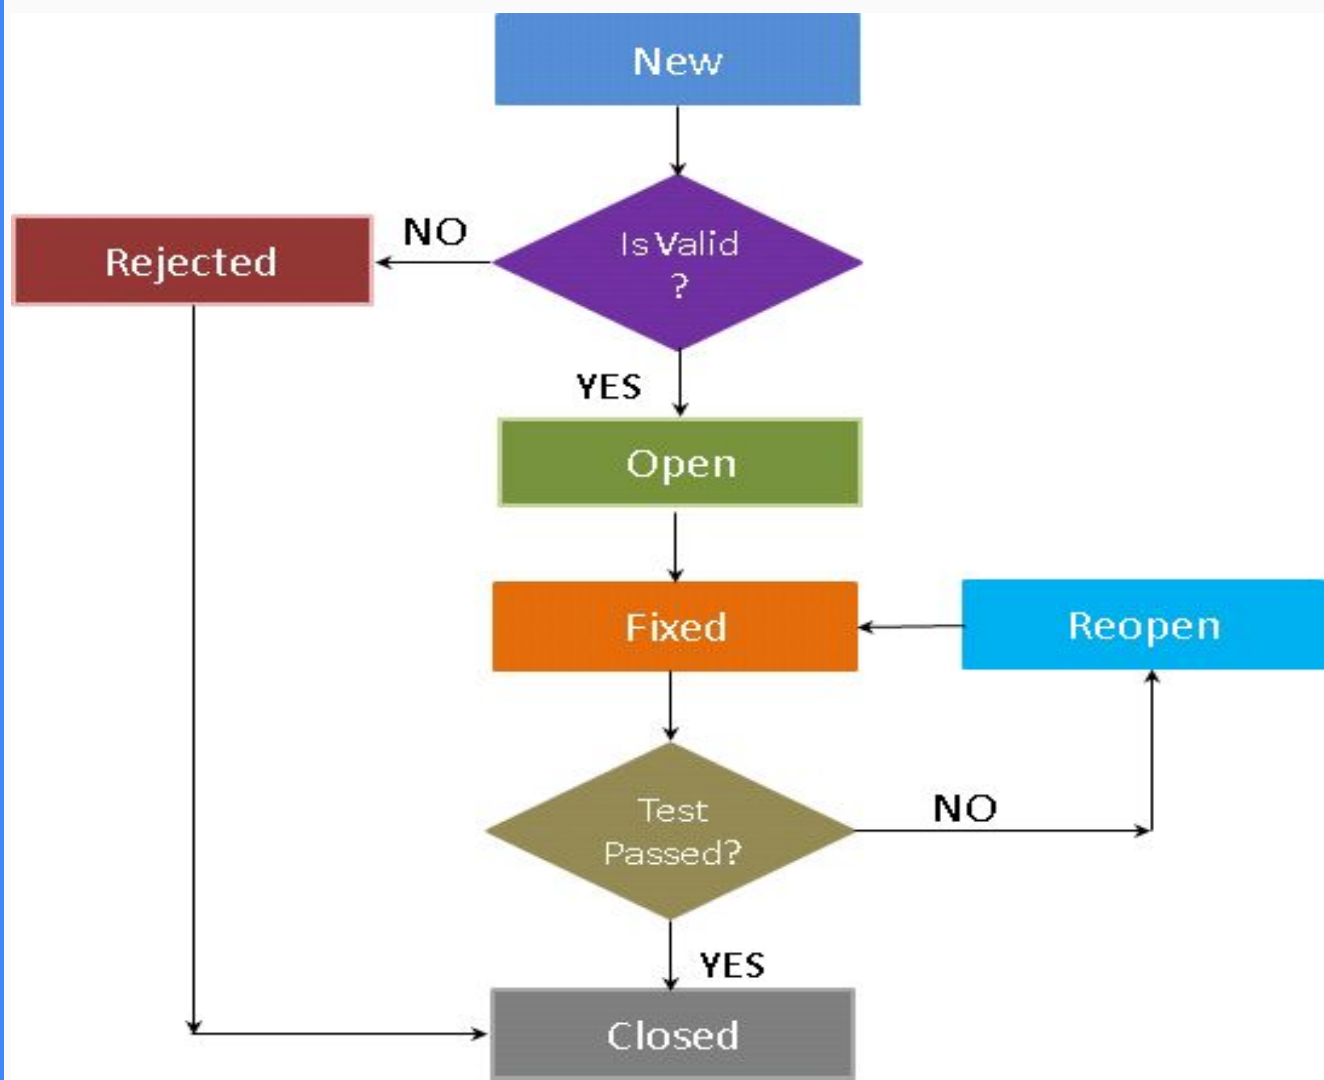 New
Is Valid
?
NO
Rejected
YES
Open
Fixed
Reopen
Test
Passed?
NO
YES
Closed